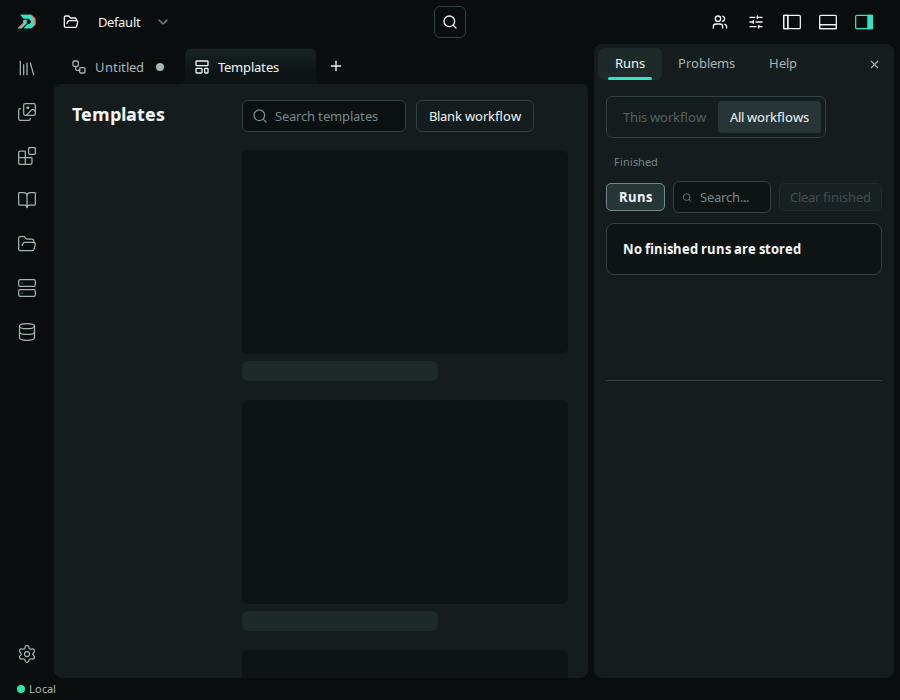 Default
Untitled
Templates
Runs
Problems
Help
Templates
Search templates
Blank workflow
This workflow
All workflows
Finished
Runs
Search...
Clear finished
No finished runs are stored
Local